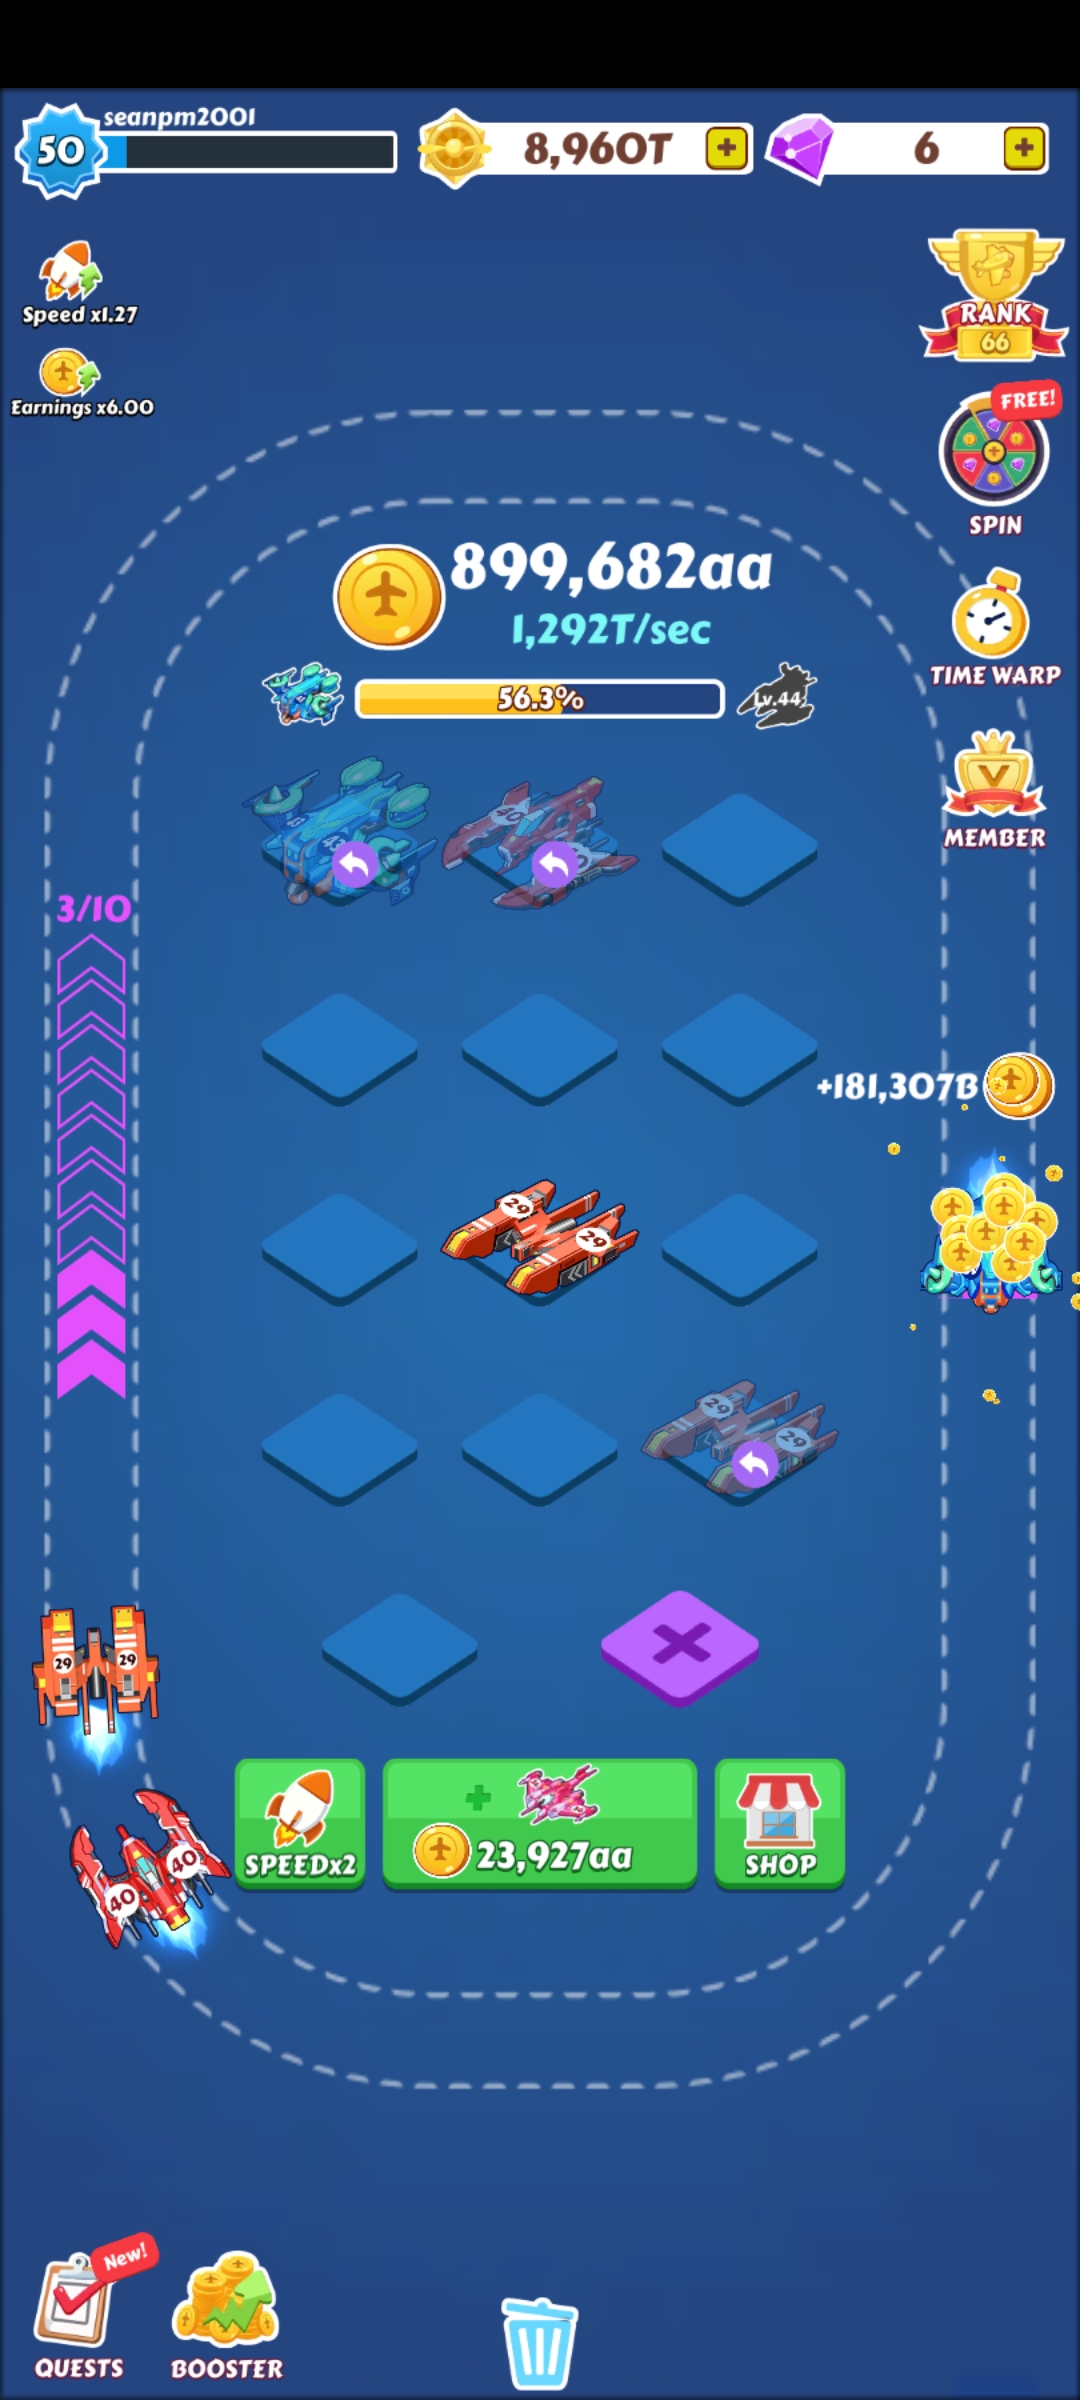 seanpm2001
50
8,960T
6
Speed x1.27
Earnings x6.00
RANK
66
FREE!
SPIN
TIME WARP
MEMBER
899,682aa
1,292T/sec
56.3%
Lv.44
43
40
3/10
+181,307B
29
29
29
29
29
29
40
40
SPEEDx2
23,927aa
SHOP
New!
QUESTS
BOOSTER